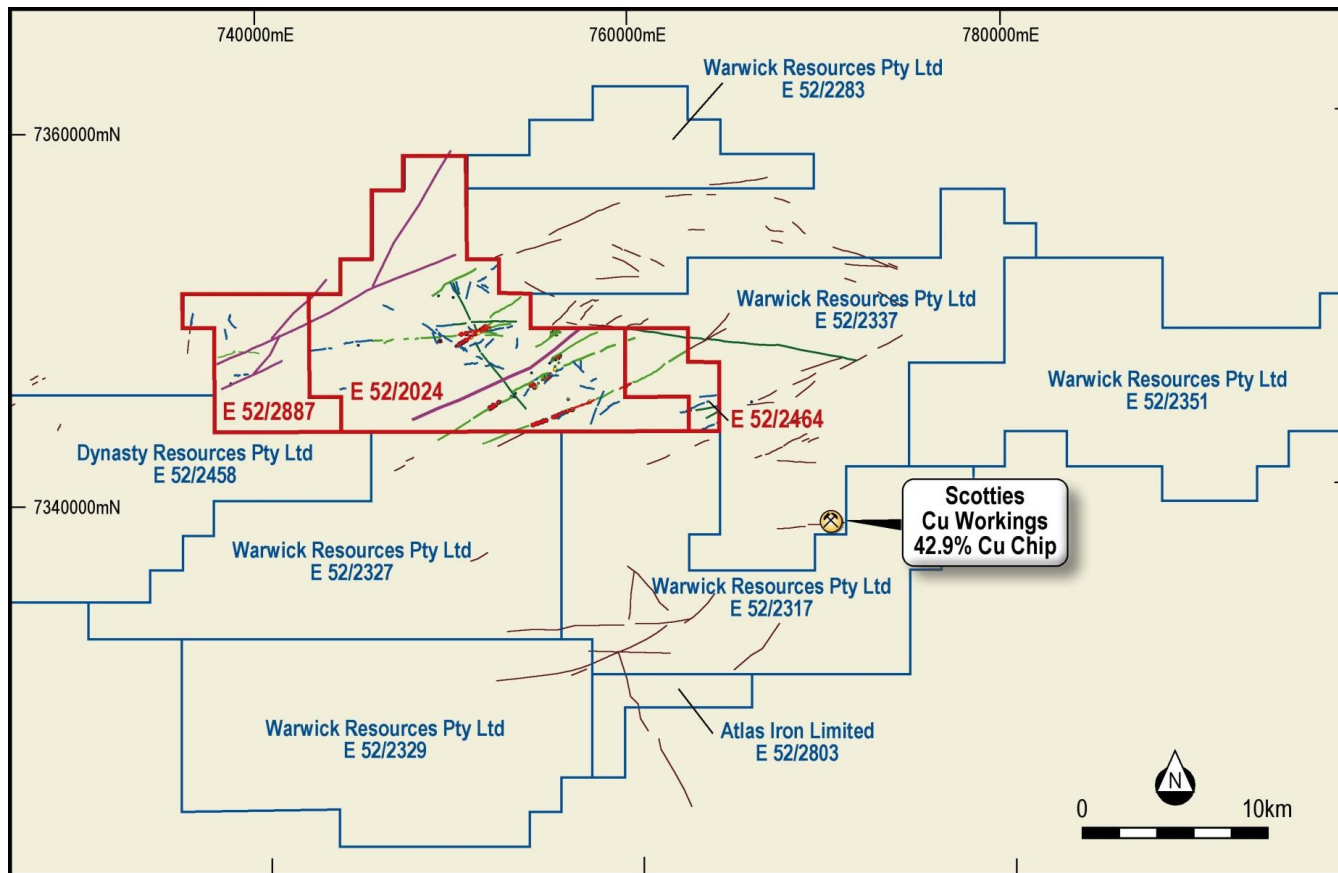 740000mE
760000mE
780000mE
Warwick Resources Pty Ltd
E 52/2283
7360000mN
Warwick Resources Pty Ltd
E 52/2337
Warwick Resources Pty Ltd
E 52/2351
E 52/2887
E 52/2024
E 52/2464
Dynasty Resources Pty Ltd
E 52/2458
7340000mN
Scotties
Cu Workings
42.9% Cu Chip
Warwick Resources Pty Ltd
E 52/2327
Warwick Resources Pty Ltd
E 52/2317
Warwick Resources Pty Ltd
E 52/2329
Atlas Iron Limited
E 52/2803
N
0 10km